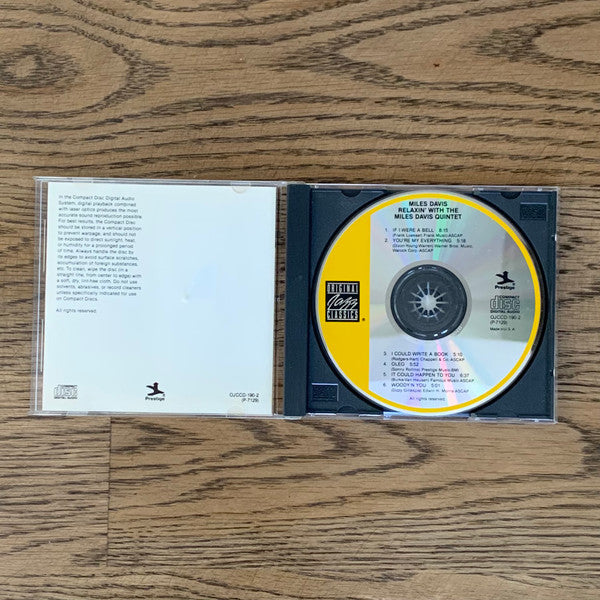 In the Compact Disc Digital Audio
System, digital playback combined
with laser optics produces the most
accurate sound reproduction possible.
For best results, the Compact Disc
should be stored in a vertical position
to prevent warpage, and should not
be exposed to direct sunlight, heat,
or humidity for a prolonged period
of time. Always handle the disc by
its edges to avoid surface scratches,
accumulation of foreign substances,
etc. To clean, wipe the disc (in a
straight line, from center to edge) with
a soft, dry, lint-free cloth. Do not use
solvents, abrasives, or record cleaners
unless specifically indicated for use
on Compact Discs.
All rights reserved.
COMPACT
disc
DIGITAL AUDIO
Prestige
OJCCD-190-2
(P-7129)
MILES DAVIS
RELAXIN' WITH THE
MILES DAVIS QUINTET
1. IF I WERE A BELL 8:15
(Frank Loesser) Frank Music-ASCAP
2. YOU'RE MY EVERYTHING 5:18
(Dixon-Young-Warren) Warner Bros. Music,
Warock Corp.-ASCAP
ORIGINAL
Jazz
CLASSICS
®
Prestige
COMPACT
disc
DIGITAL AUDIO
OJCCD-190-2
(P-7129)
Made in U.S.A.
3. I COULD WRITE A BOOK 5:10
(Rodgers-Hart) Chappell & Co.-ASCAP
4. OLEO 5:52
(Sonny Rollins) Prestige Music-BMI
5. IT COULD HAPPEN TO YOU 6:37
(Burke-Van Heusen) Famous Music-ASCAP
6. WOODY'N YOU 5:01
(Dizzy Gillespie) Edwin H. Morris-ASCAP
All rights reserved.